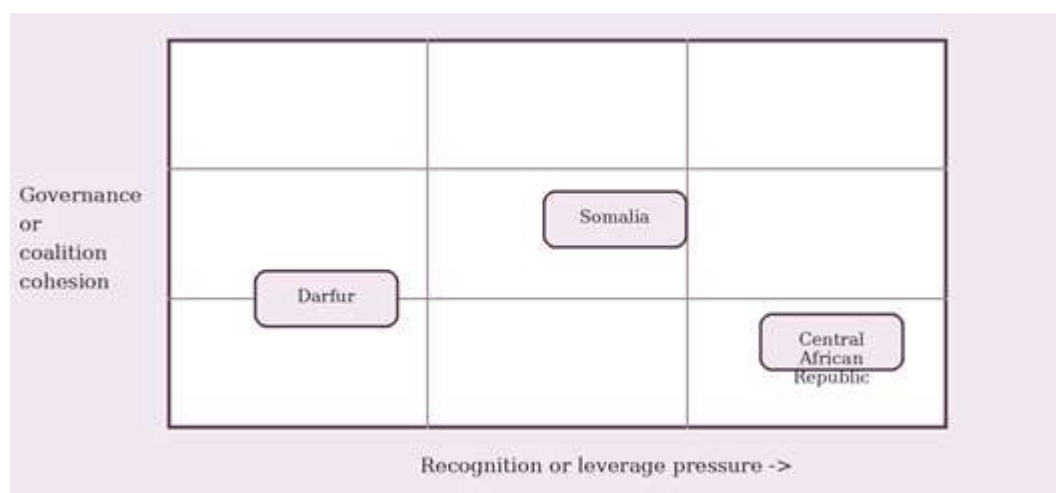 Governance
or
coalition
cohesion
Somalia
Darfur
Central
African
Republic
Recognition or leverage pressure ->